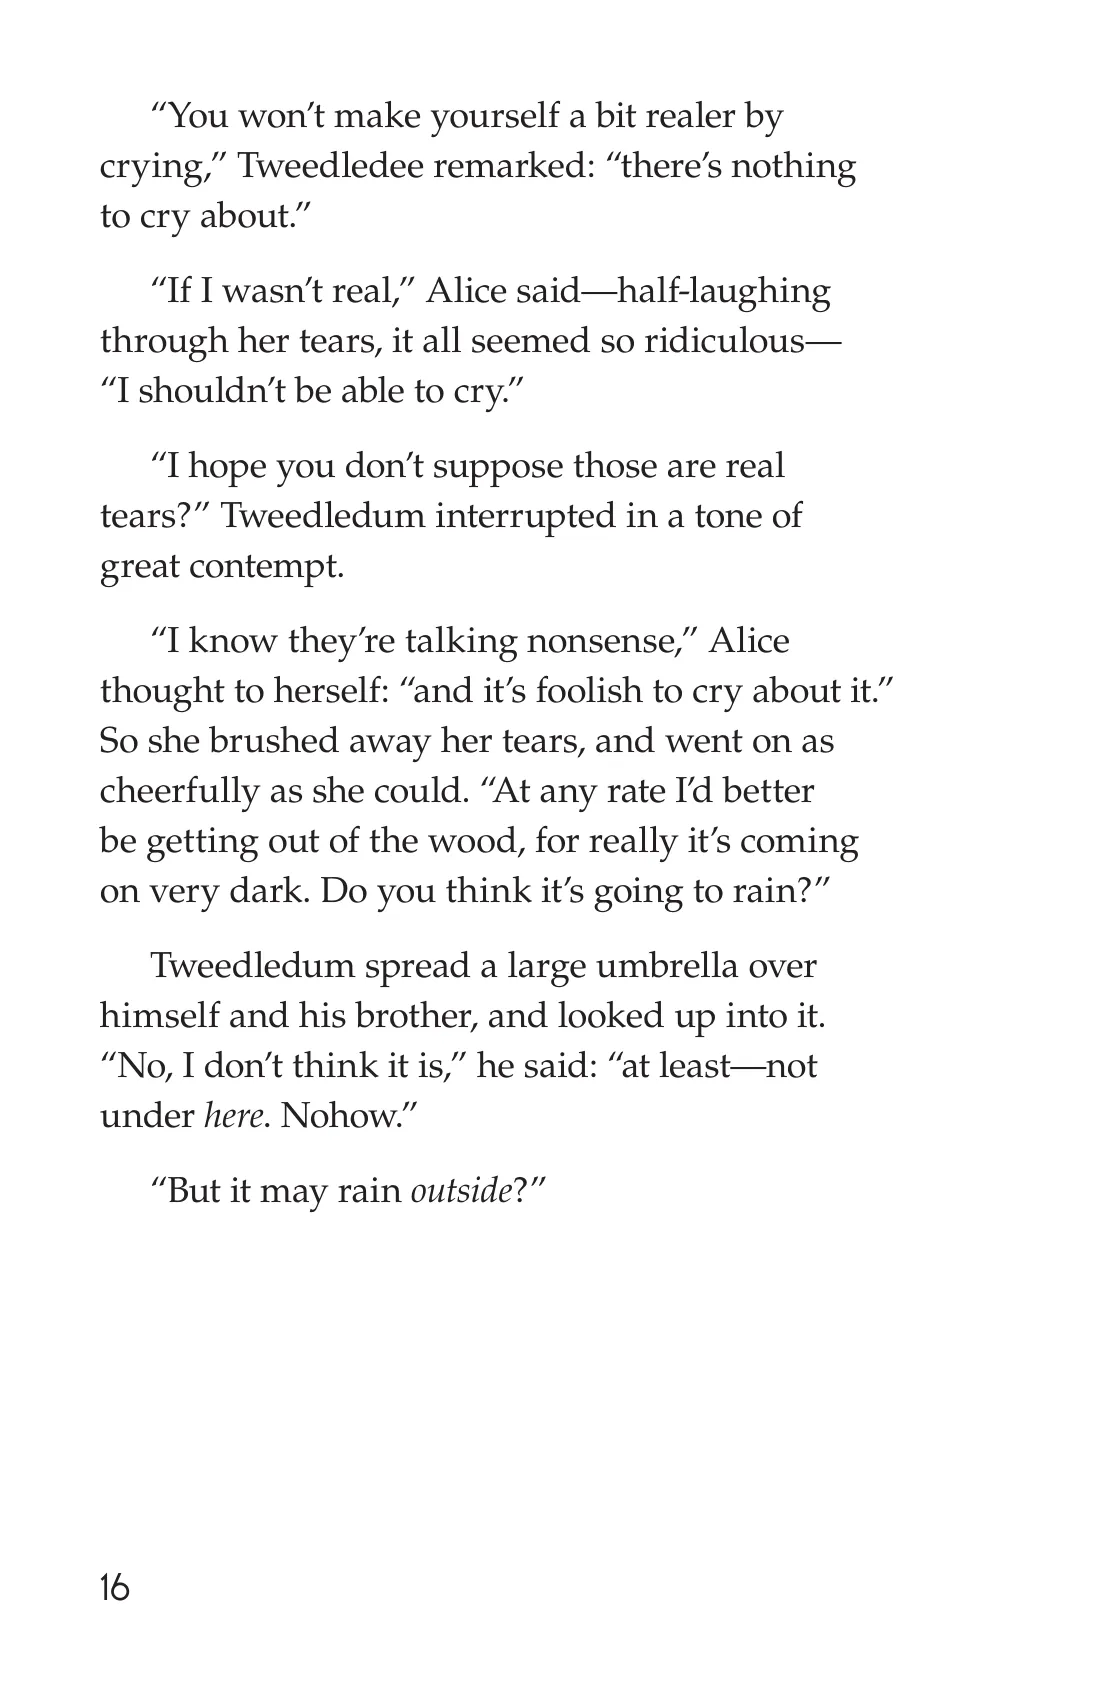 “You won’t make yourself a bit realer by
crying,” Tweedledee remarked: “there’s nothing
to cry about.”
“If I wasn’t real,” Alice said—half-laughing
through her tears, it all seemed so ridiculous—
“I shouldn’t be able to cry.”
“I hope you don’t suppose those are real
tears?” Tweedledum interrupted in a tone of
great contempt.
“I know they’re talking nonsense,” Alice
thought to herself: “and it’s foolish to cry about it.”
So she brushed away her tears, and went on as
cheerfully as she could. “At any rate I’d better
be getting out of the wood, for really it’s coming
on very dark. Do you think it’s going to rain?”
Tweedledum spread a large umbrella over
himself and his brother, and looked up into it.
“No, I don’t think it is,” he said: “at least—not
under here. Nohow.”
“But it may rain outside?”
16